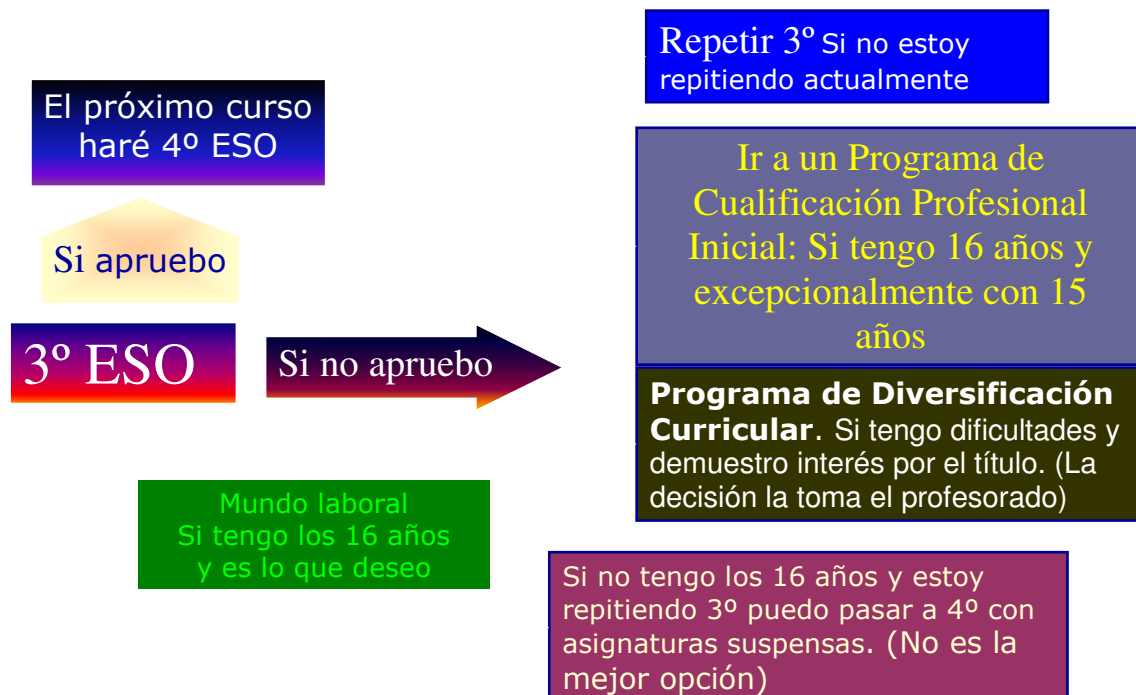 Repetir 3º Si no estoy
repitiendo actualmente
El próximo curso
haré 4º ESO
Ir a un Programa de
Cualificación Profesional
Inicial: Si tengo 16 años y
excepcionalmente con 15
años
Si apruebo
3º ESO
Si no apruebo
Programa de Diversificación
Curricular. Si tengo dificultades y
demuestro interés por el título. (La
decisión la toma el profesorado)
Mundo laboral
Si tengo los 16 años
y es lo que deseo
Si no tengo los 16 años y estoy
repitiendo 3º puedo pasar a 4º con
asignaturas suspensas. (No es la
mejor opción)